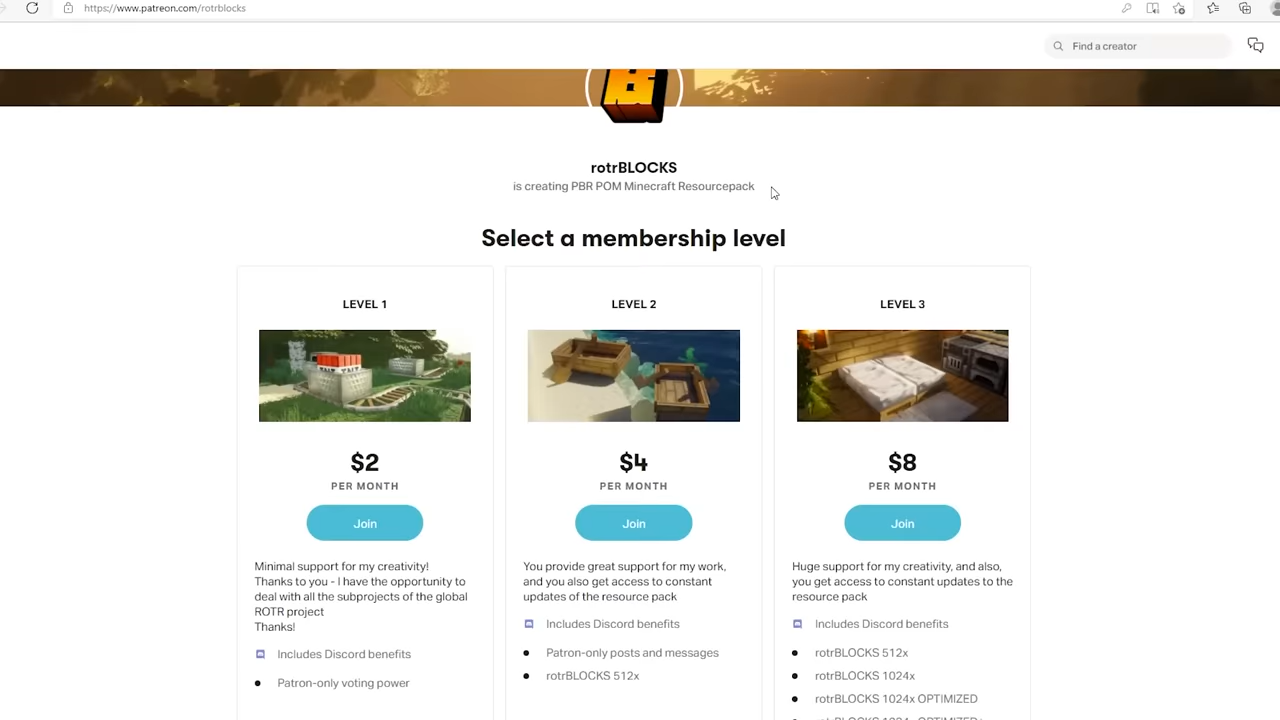 https://www.patreon.com/rotrblocks
Find a creator
rotrBLOCKS
is creating PBR POM Minecraft Resourcepack
Select a membership level
LEVEL 1
$2
PER MONTH
Join
Minimal support for my creativity!
Thanks to you - I have the opportunity to
deal with all the subprojects of the global
ROTR project
Thanks!
Includes Discord benefits
Patron-only voting power
LEVEL 2
$4
PER MONTH
Join
You provide great support for my work,
and you also get access to constant
updates of the resource pack
Includes Discord benefits
Patron-only posts and messages
rotrBLOCKS 512x
LEVEL 3
$8
PER MONTH
Join
Huge support for my creativity, and also,
you get access to constant updates to the
resource pack
Includes Discord benefits
rotrBLOCKS 512x
rotrBLOCKS 1024x
rotrBLOCKS 1024x OPTIMIZED